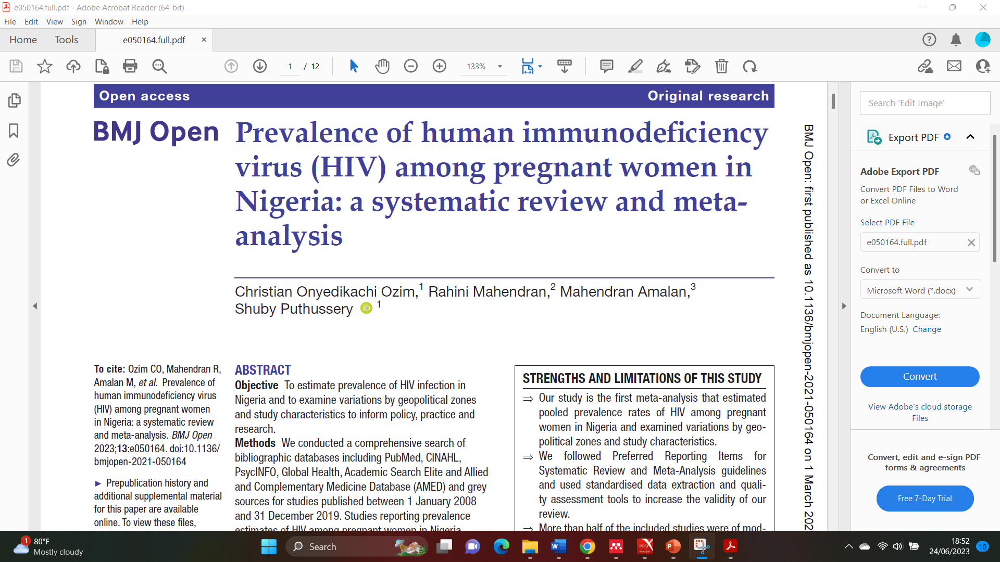 e050164.full.pdf - Adobe Acrobat Reader (64-bit)
File Edit View Sign Window Help
Home Tools e050164.full.pdf ×
1 / 12 133%
Open access Original research
BMJ Open
Prevalence of human immunodeficiency
virus (HIV) among pregnant women in
Nigeria: a systematic review and meta-
analysis
Christian Onyedikachi Ozim,1 Rahini Mahendran,2 Mahendran Amalan,3
Shuby Puthussery iD 1
To cite: Ozim CO, Mahendran R,
Amalan M, et al. Prevalence of
human immunodeficiency virus
(HIV) among pregnant women
in Nigeria: a systematic review
and meta-analysis. BMJ Open
2023;13:e050164. doi:10.1136/
bmjopen-2021-050164
► Prepublication history and
additional supplemental material
for this paper are available
online. To view these files,
ABSTRACT
Objective To estimate prevalence of HIV infection in
Nigeria and to examine variations by geopolitical zones
and study characteristics to inform policy, practice and
research.
Methods We conducted a comprehensive search of
bibliographic databases including PubMed, CINAHL,
PsycINFO, Global Health, Academic Search Elite and Allied
and Complementary Medicine Database (AMED) and grey
sources for studies published between 1 January 2008
and 31 December 2019. Studies reporting prevalence
estimates of HIV among pregnant women in Nigeria
STRENGTHS AND LIMITATIONS OF THIS STUDY
⇒ Our study is the first meta-analysis that estimated
pooled prevalence rates of HIV among pregnant
women in Nigeria and examined variations by geo-
political zones and study characteristics.
⇒ We followed Preferred Reporting Items for
Systematic Review and Meta-Analysis guidelines
and used standardised data extraction and quali-
ty assessment tools to increase the validity of our
review.
⇒ More than half of the included studies were of mod-
BMJ Open: first published as 10.1136/bmjopen-2021-050164 on 1 March 202
Search 'Edit Image'
Export PDF
Adobe Export PDF
Convert PDF Files to Word
or Excel Online
Select PDF File
e050164.full.pdf
Convert to
Microsoft Word (*.docx)
Document Language:
English (U.S.) Change
Convert
View Adobe's cloud storage
Files
Convert, edit and e-sign PDF
forms & agreements
Free 7-Day Trial
1
80°F
Mostly cloudy
Search
18:52
24/06/2023
10